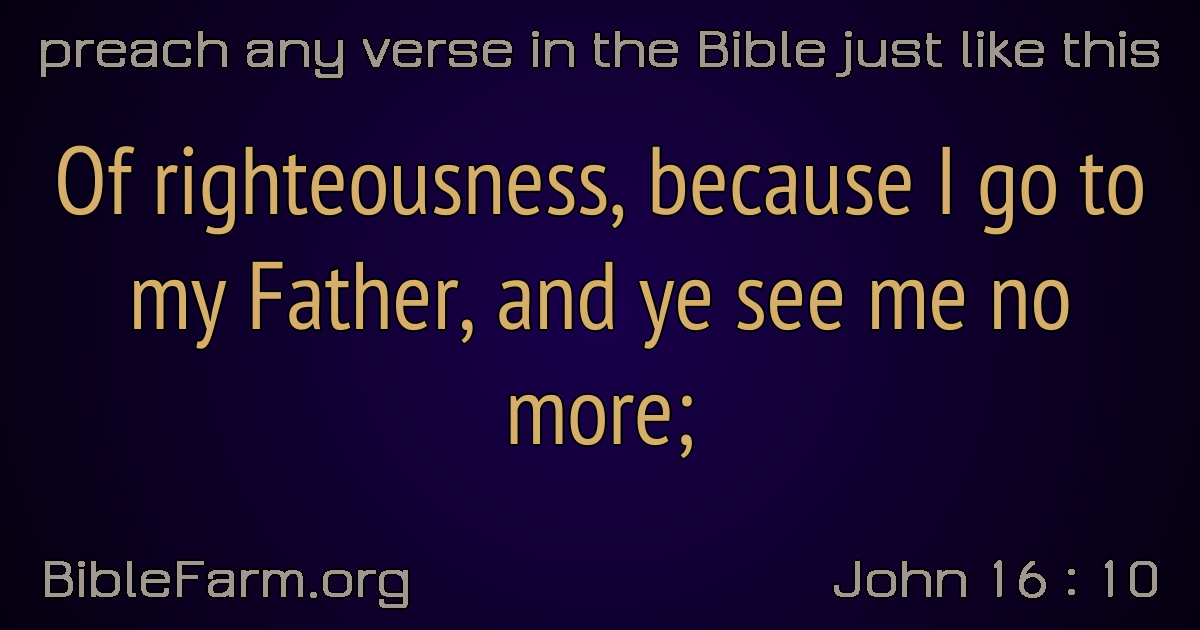 preach any verse in the Bible just like this
Of righteousness, because I go to
my Father, and ye see me no
more;
BibleFarm.org
John 16 : 10